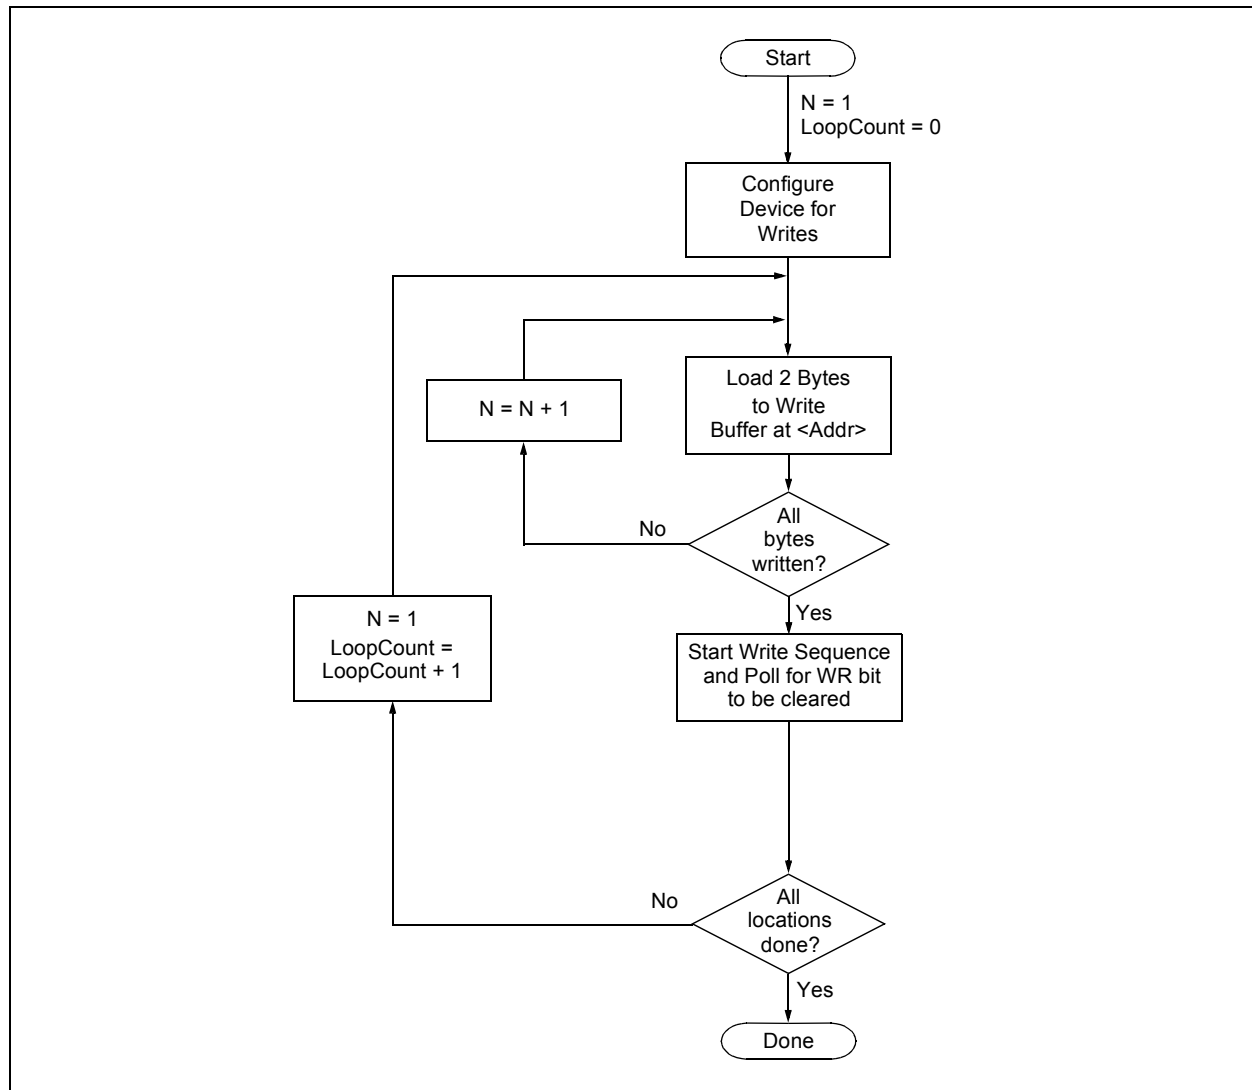 Start
N = 1
LoopCount = 0
Configure
Device for
Writes
Load 2 Bytes
to Write
Buffer at <Addr>
N = N + 1
All
bytes
written?
No
Yes
N = 1
LoopCount =
LoopCount + 1
Start Write Sequence
and Poll for WR bit
to be cleared
No
All
locations
done?
Yes
Done